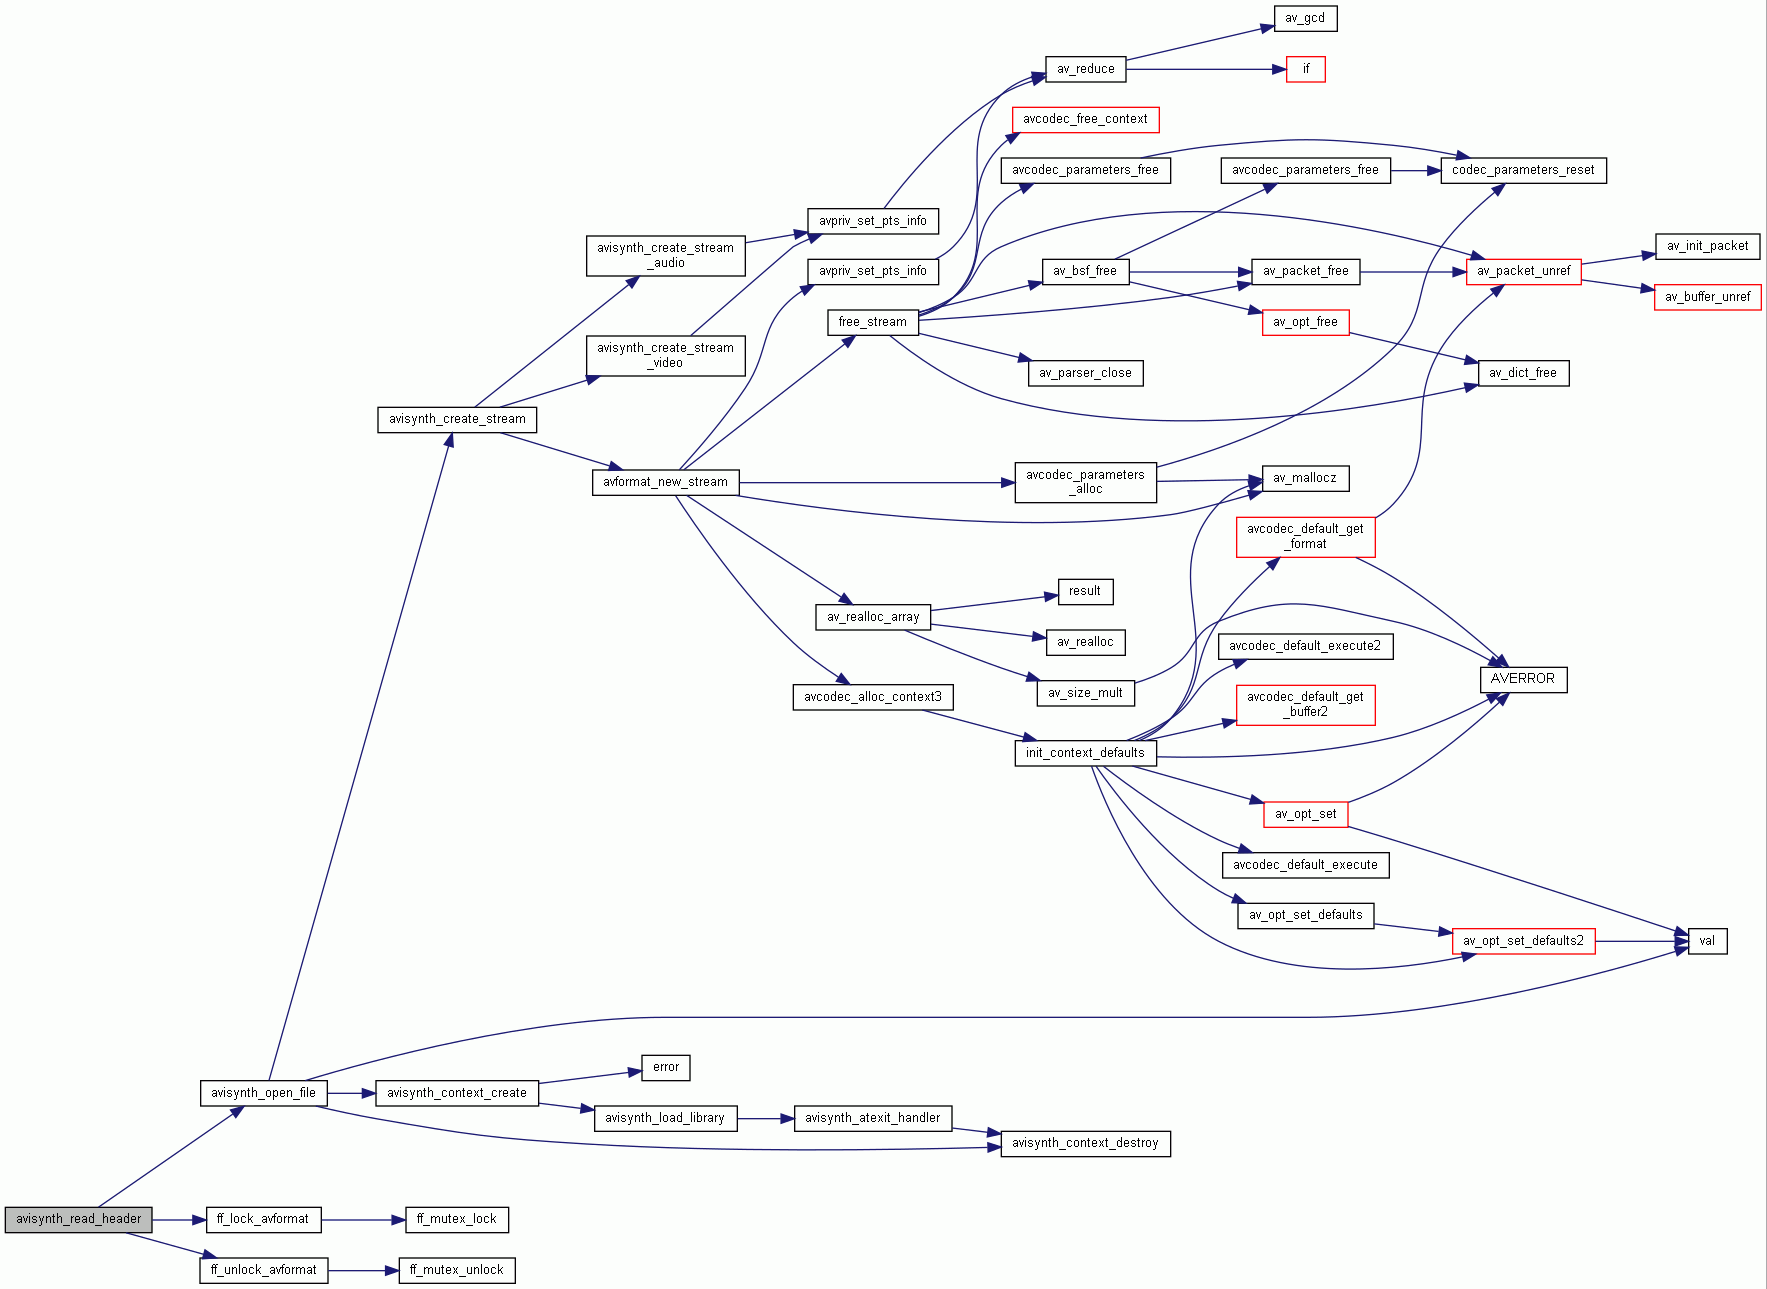 av_gcd
av_reduce
if
avcodec_free_context
avcodec_parameters_free
avcodec_parameters_free
codec_parameters_reset
avpriv_set_pts_info
avisynth_create_stream
_audio
av_init_packet
avpriv_set_pts_info
av_bsf_free
av_packet_free
av_packet_unref
av_buffer_unref
free_stream
av_opt_free
avisynth_create_stream
_video
av_parser_close
av_dict_free
avisynth_create_stream
avformat_new_stream
avcodec_parameters
_alloc
av_mallocz
avcodec_default_get
_format
result
av_realloc_array
av_realloc
avcodec_default_execute2
AVERROR
av_size_mult
avcodec_alloc_context3
avcodec_default_get
_buffer2
init_context_defaults
av_opt_set
avcodec_default_execute
av_opt_set_defaults
av_opt_set_defaults2
val
error
avisynth_open_file
avisynth_context_create
avisynth_load_library
avisynth_atexit_handler
avisynth_context_destroy
avisynth_read_header
ff_lock_avformat
ff_mutex_lock
ff_unlock_avformat
ff_mutex_unlock